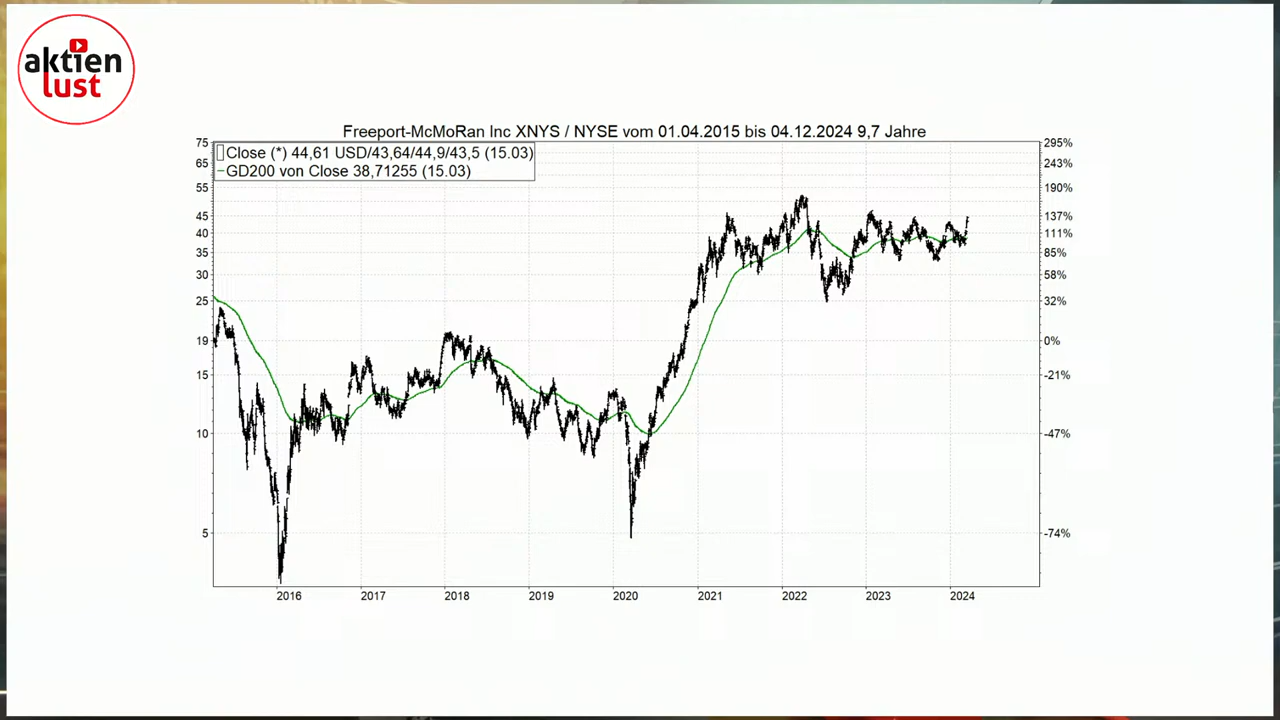 aktien
lust
Freeport-McMoRan Inc XNYS / NYSE vom 01.04.2015 bis 04.12.2024 9,7 Jahre
Close (*) 44,61 USD/43,64/44,9/43,5 (15.03)
GD200 von Close 38,71255 (15.03)
75 295%
65 243%
55 190%
45 137%
40 111%
35 85%
30 58%
25 32%
19 0%
15 -21%
10 -47%
5 -74%
2016 2017 2018 2019 2020 2021 2022 2023 2024